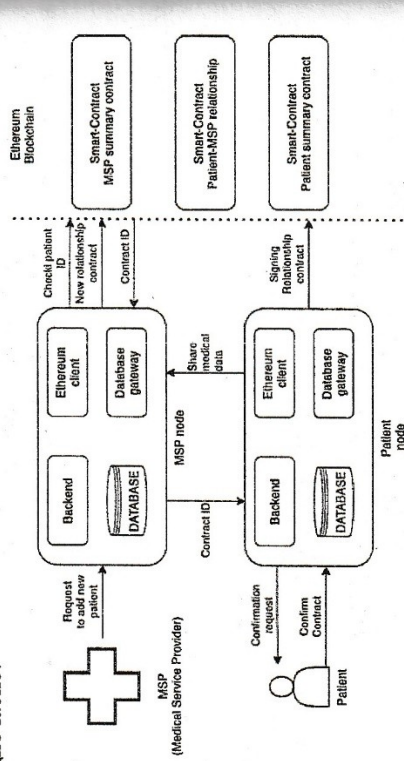 Ethereum
Blockchain
Smart-Contract
MSP summary contract
Smart-Contract
Patient-MSP relationship
Smart-Contract
Patient summary contract
Checki patient
ID
New relationship
contract
Contract ID
Signing
Relationship
contract
Ethereum
client
Database
gateway
Backend
DATABASE
MSP node
Share
medical
data
Contract ID
Ethereum
client
Database
gateway
Backend
DATABASE
Patient
node
Request
to add new
patient
MSP
(Medical Service Provider)
Confirmation
request
Confirm
Contract
Patient